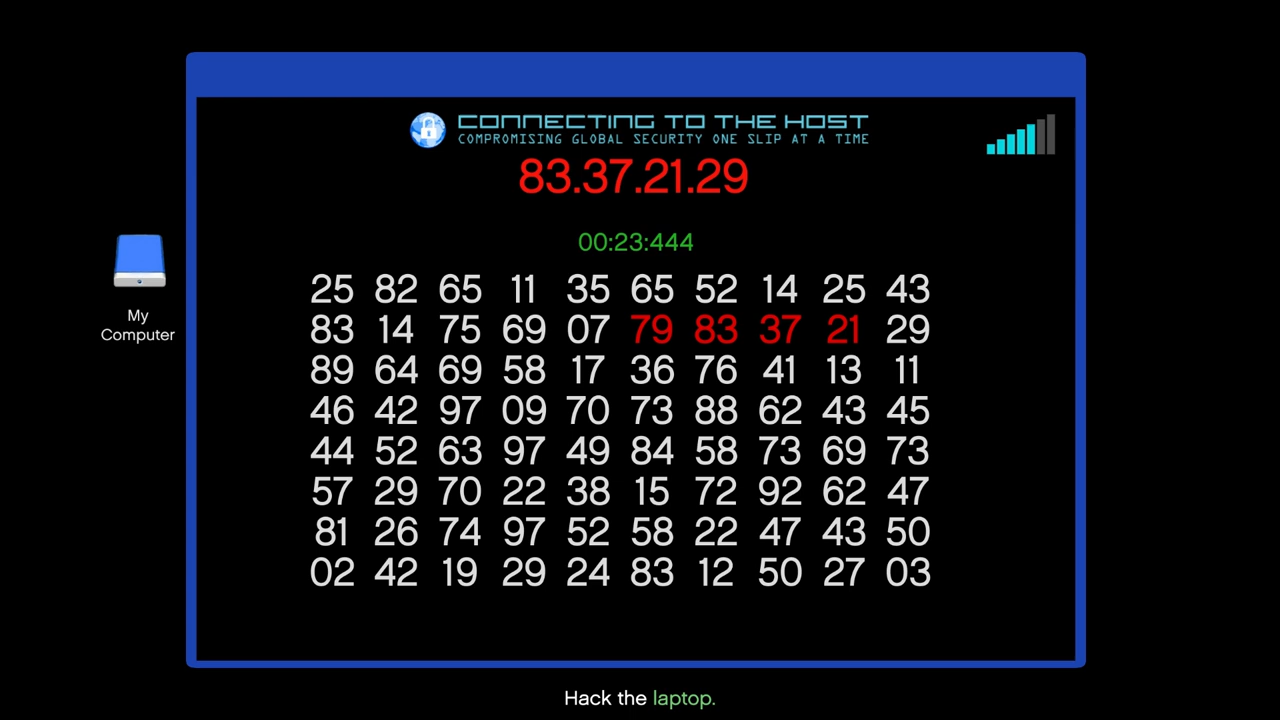 CONNECTING TO THE HOST
COMPROMISING GLOBAL SECURITY ONE SLIP AT A TIME
83.37.21.29
00:23:444
25 82 65 11 35 65 52 14 25 43
83 14 75 69 07 79 83 37 21 29
89 64 69 58 17 36 76 41 13 11
46 42 97 09 70 73 88 62 43 45
44 52 63 97 49 84 58 73 69 73
57 29 70 22 38 15 72 92 62 47
81 26 74 97 52 58 22 47 43 50
02 42 19 29 24 83 12 50 27 03
My
Computer
Hack the laptop.